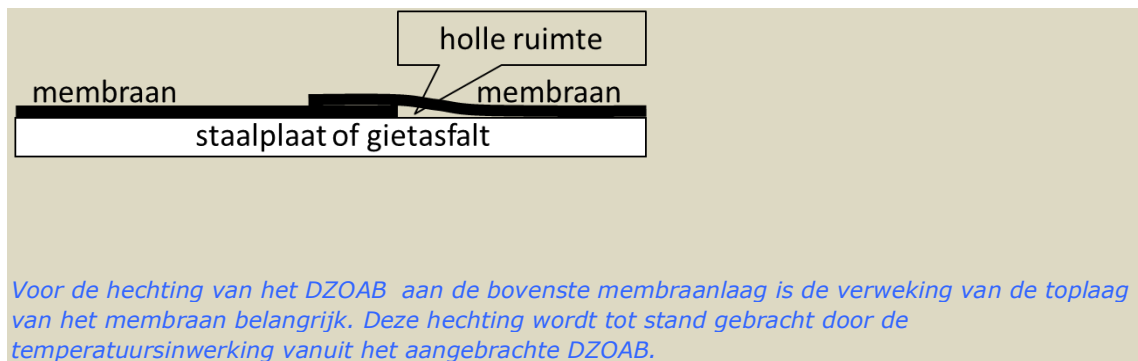 holle ruimte
membraan membraan
staalplaat of gietasfalt
Voor de hechting van het DZOAB aan de bovenste membraanlaag is de verweking van de toplaag
van het membraan belangrijk. Deze hechting wordt tot stand gebracht door de
temperatuursinwerking vanuit het aangebrachte DZOAB.